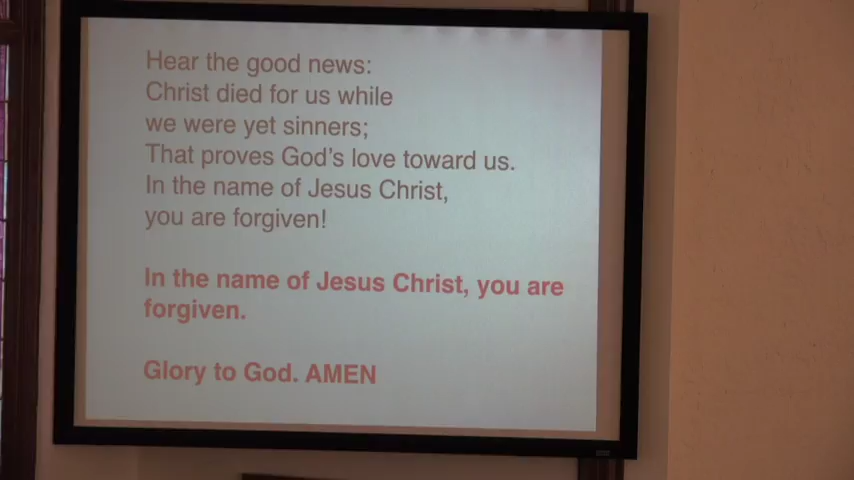 Hear the good news:
Christ died for us while
we were yet sinners;
That proves God's love toward us.
In the name of Jesus Christ,
you are forgiven!
In the name of Jesus Christ, you are
forgiven.
Glory to God. AMEN